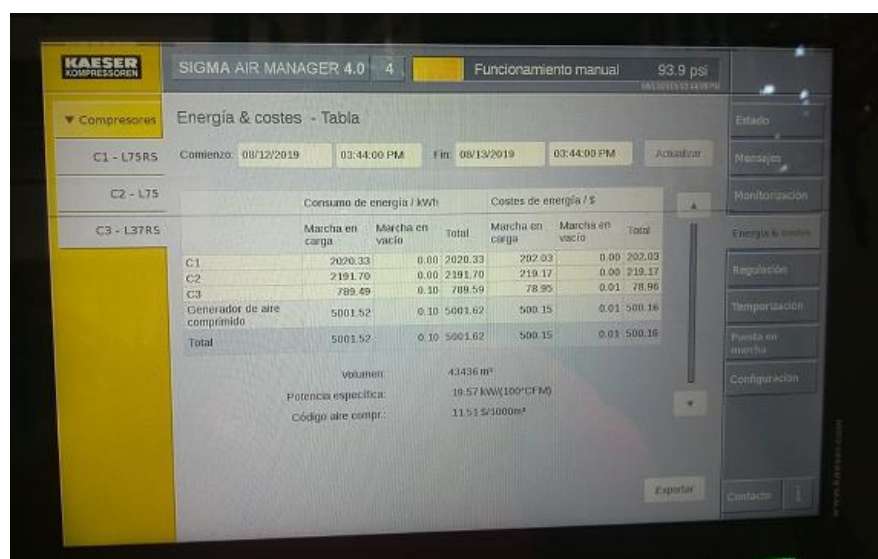 KAESER
KOMPRESSOREN
SIGMA AIR MANAGER 4.0 4 Funcionamiento manual 93.9 psi
▼ Compresores
C1 - L75RS
C2 - L75
C3 - L37RS
Energía & costes - Tabla
Comienzo: 08/12/2019 03:44:00 PM Fin: 08/13/2019 03:44:00 PM Actualizar
Consumo de energía / kWh Costes de energía / $
Marcha en carga Marcha en vacío Total Marcha en carga Marcha en vacío Total
C1 2020.33 0.00 2020.33 202.03 0.00 202.03
C2 2191.70 0.00 2191.70 219.17 0.00 219.17
C3 789.49 0.10 789.59 78.95 0.01 78.96
Generador de aire comprimido 5001.52 0.10 5001.62 500.15 0.01 500.16
Total 5001.52 0.10 5001.62 500.15 0.01 500.16
Volumen: 43436 m³
Potencia específica: 19.57 kW/(100*CFM)
Código aire compr.: 11.51 $/1000m³
Exportar
Estado
Mensajes
Monitorización
Energía & costes
Regulación
Temporización
Puesta en marcha
Configuración
Contacto
www.kaeser.com